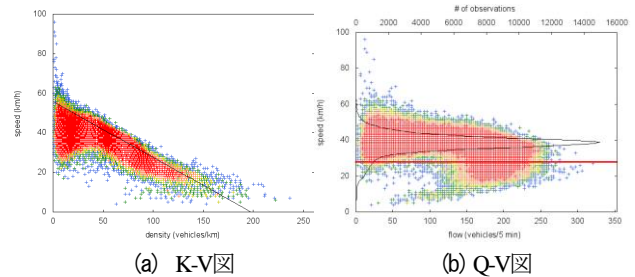 # of observations
0 2000 4000 6000 8000 10000 12000 14000 16000
100
80
60
40
20
0
speed (km/h)
0 50 100 150 200 250
density (vehicles/km)
(a) K-V図
100
80
60
40
20
0
speed (km/h)
0 50 100 150 200 250 300 350
flow (vehicles/5 min)
(b) Q-V図